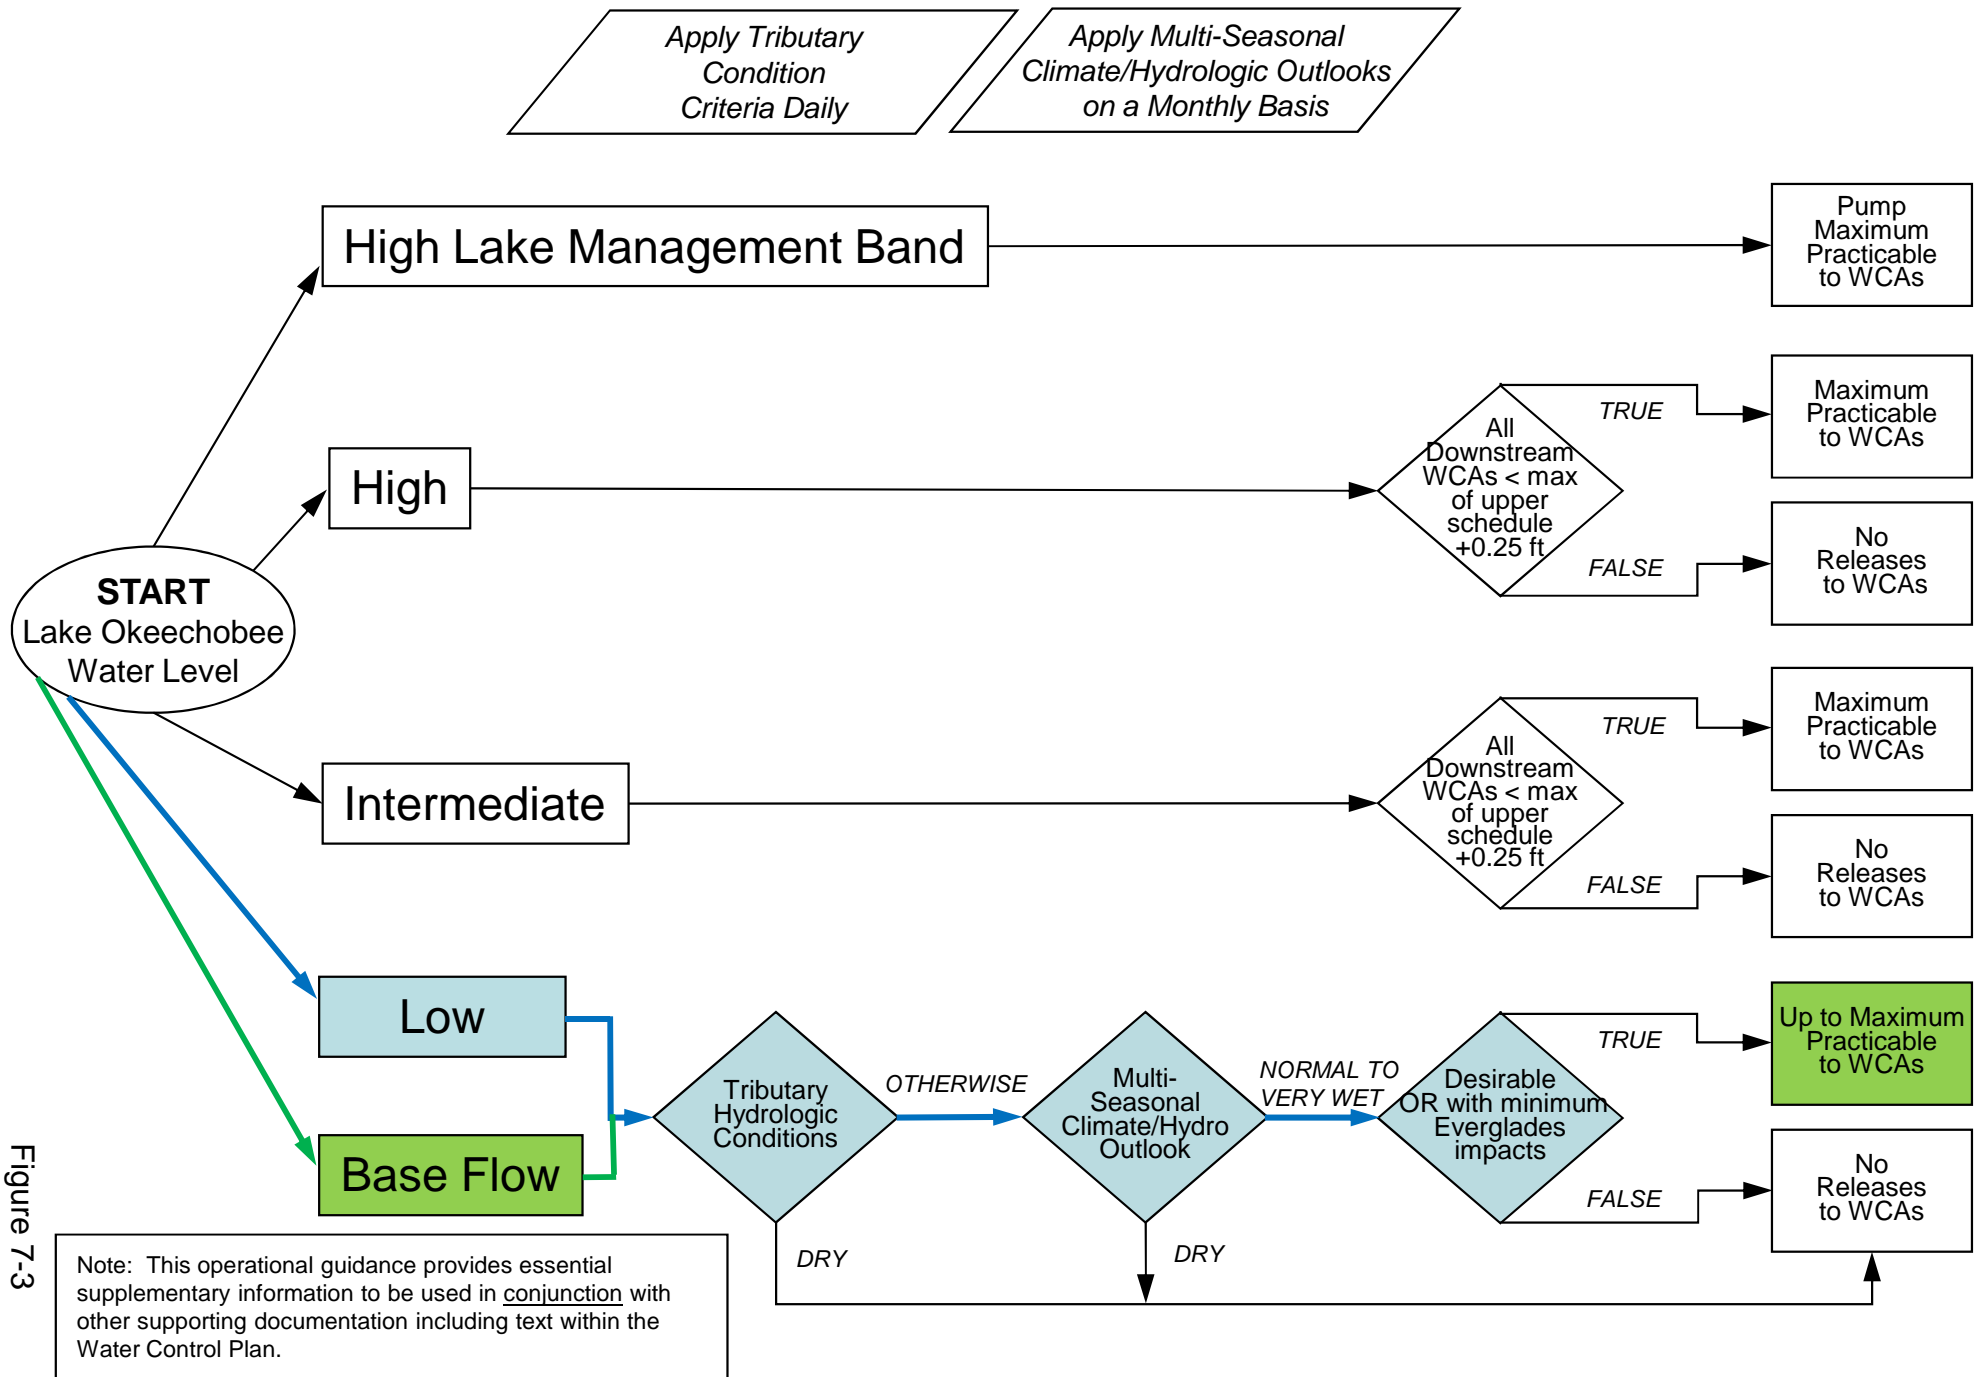 Apply Tributary
Condition
Criteria Daily
Apply Multi-Seasonal
Climate/Hydrologic Outlooks
on a Monthly Basis
High Lake Management Band
Pump
Maximum
Practicable
to WCAs
High
All
Downstream
WCAs < max
of upper
schedule
+0.25 ft
TRUE
Maximum
Practicable
to WCAs
FALSE
No
Releases
to WCAs
START
Lake Okeechobee
Water Level
Intermediate
All
Downstream
WCAs < max
of upper
schedule
+0.25 ft
TRUE
Maximum
Practicable
to WCAs
FALSE
No
Releases
to WCAs
Low
Base Flow
Tributary
Hydrologic
Conditions
OTHERWISE
Multi-
Seasonal
Climate/Hydro
Outlook
NORMAL TO
VERY WET
Desirable
OR with minimum
Everglades
impacts
TRUE
Up to Maximum
Practicable
to WCAs
FALSE
No
Releases
to WCAs
DRY
DRY
Figure 7-3
Note: This operational guidance provides essential
supplementary information to be used in conjunction with
other supporting documentation including text within the
Water Control Plan.